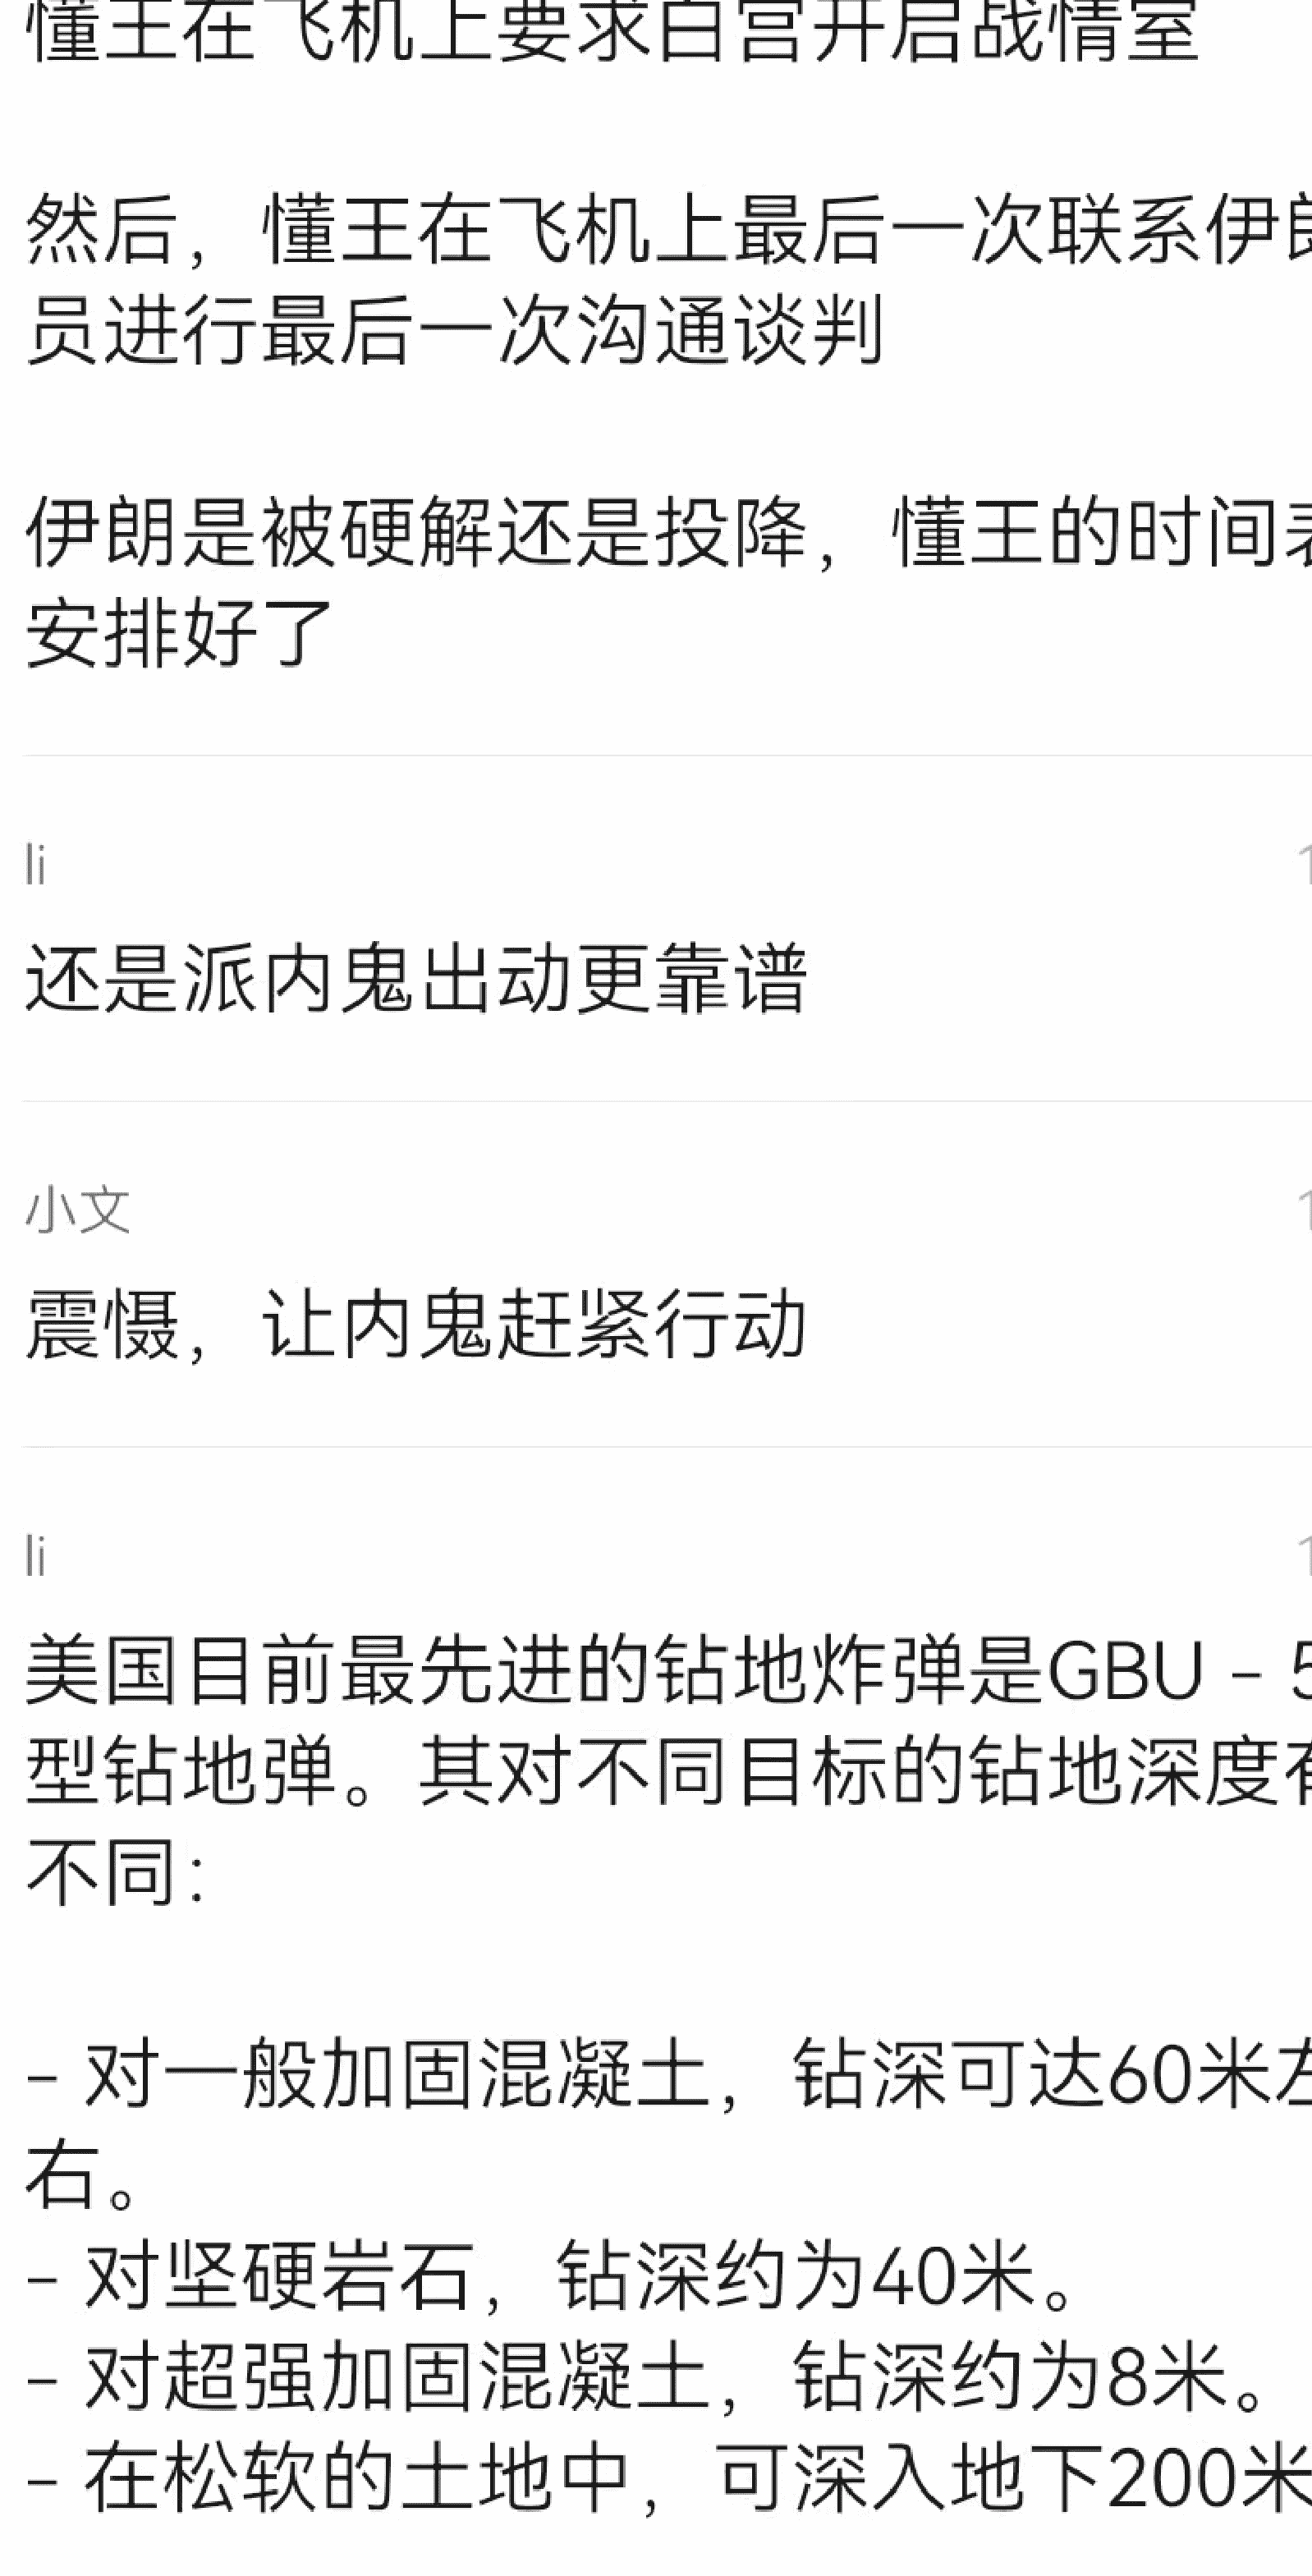 懂王在飞机上要求白宫开启战情室
然后，懂王在飞机上最后一次联系伊朗
员进行最后一次沟通谈判
伊朗是被硬解还是投降，懂王的时间表
安排好了
li
还是派内鬼出动更靠谱
小文
震慑，让内鬼赶紧行动
li
美国目前最先进的钻地炸弹是GBU - 5
型钻地弹。其对不同目标的钻地深度有
不同：
- 对一般加固混凝土，钻深可达60米左
右。
- 对坚硬岩石，钻深约为40米。
- 对超强加固混凝土，钻深约为8米。
- 在松软的土地中，可深入地下200米